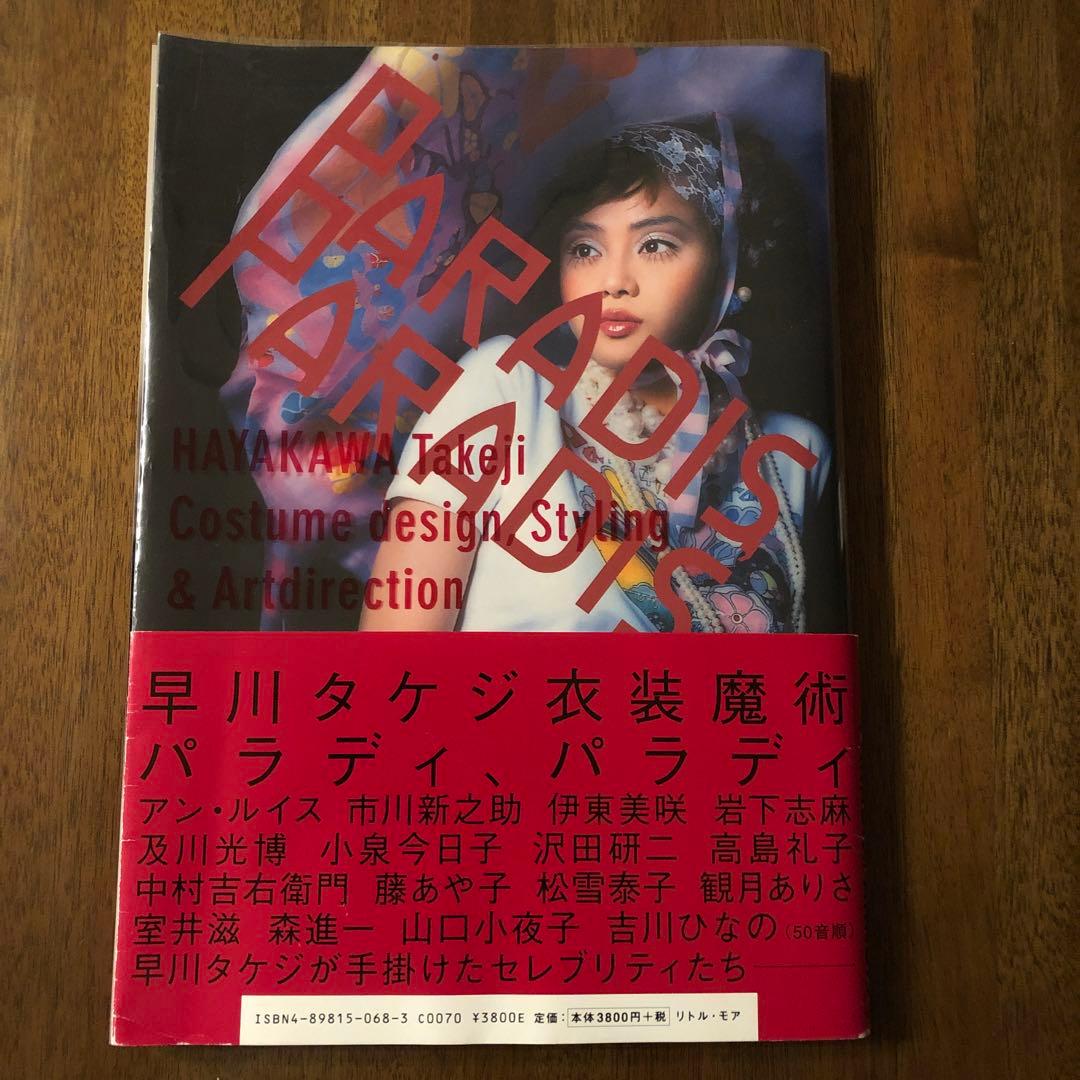 PARADIS
PARADIS
HAYAKAWA Takeji
Costume design, Styling
& Artdirection
早川タケジ衣装魔術
パラディ、パラディ
アン・ルイス 市川新之助 伊東美咲 岩下志麻
及川光博 小泉今日子 沢田研二 高島礼子
中村吉右衛門 藤あや子 松雪泰子 観月ありさ
室井滋 森進一 山口小夜子 吉川ひなの(50音順)
早川タケジが手掛けたセレブリティたち──
ISBN4-89815-068-3 C0070 ¥3800E 定価:本体3800円+税 リトル・モア